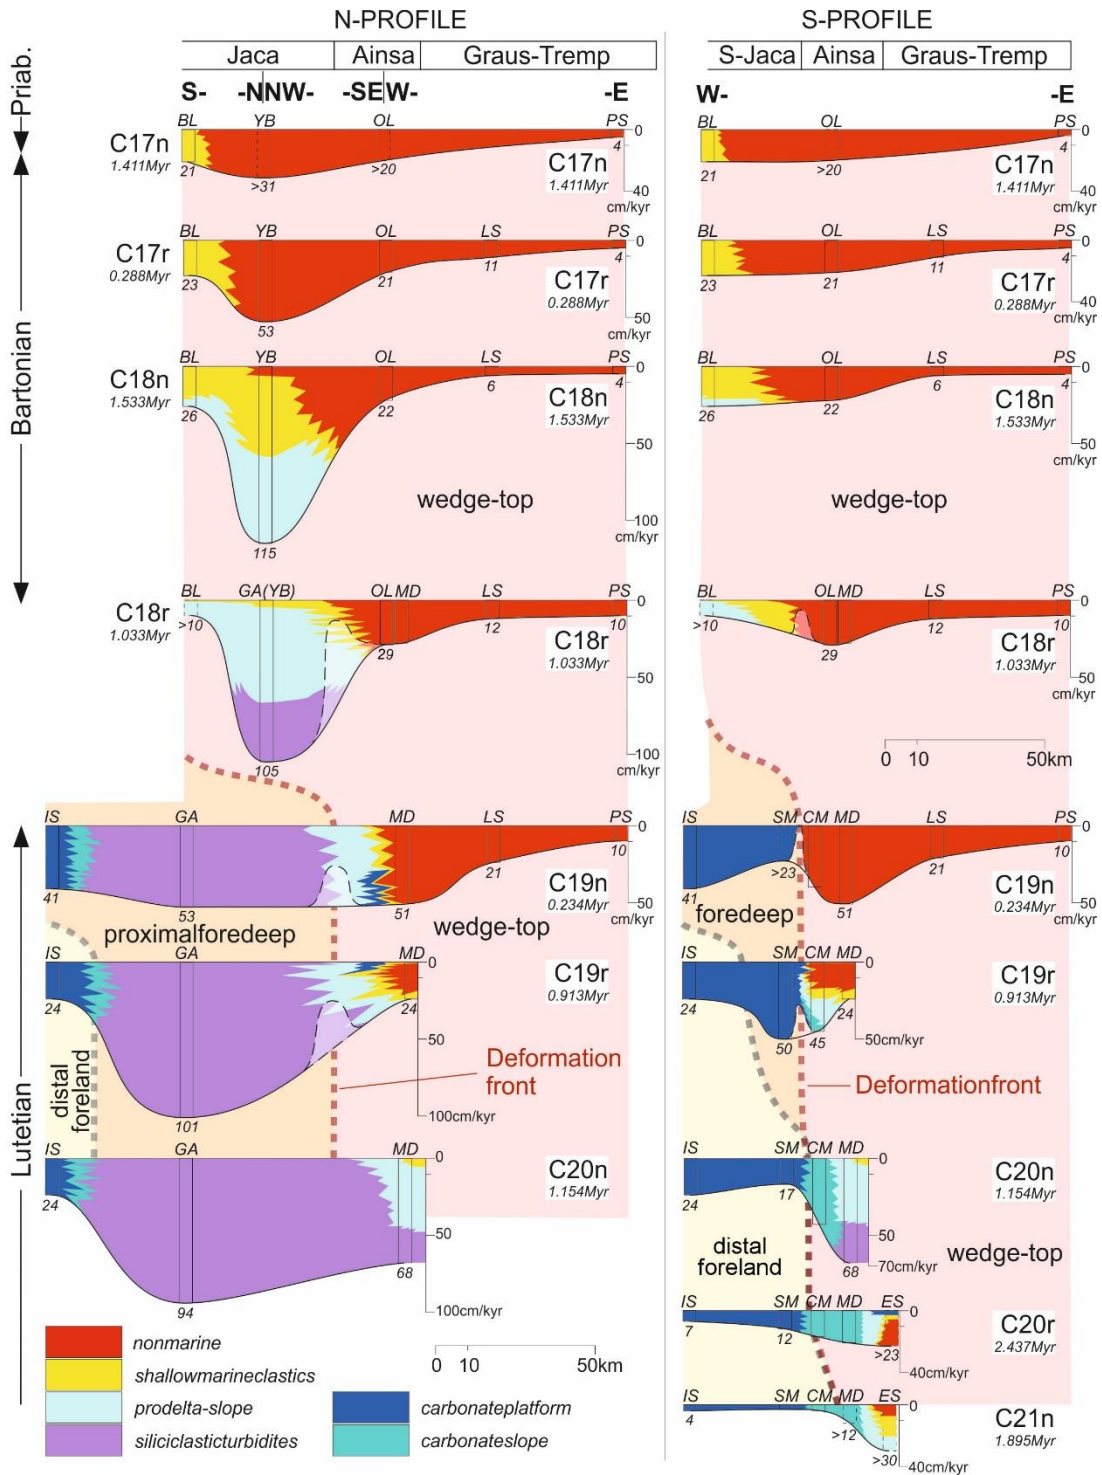 N-PROFILE
S-PROFILE
Jaca
Ainsa
Graus-Tremp
S-Jaca
Ainsa
Graus-Tremp
S-
-NNW-
-SEW-
-E
W-
-E
Priab.
Bartonian
Lutetian
BL YB OL PS
C17n
1.411Myr
21 >31 >20 4
C17n
1.411Myr
0
40
cm/kyr
BL OL PS
21 >20 4
C17n
1.411Myr
0
40
cm/kyr
BL YB OL LS PS
C17r
0.288Myr
23 53 21 11 4
C17r
0.288Myr
0
50
cm/kyr
BL OL LS PS
23 21 11 4
C17r
0.288Myr
0
40
cm/kyr
BL YB OL LS PS
C18n
1.533Myr
26 115 22 6 4
C18n
1.533Myr
0
50
100
cm/kyr
wedge-top
BL OL LS PS
26 22 6 4
C18n
1.533Myr
0
50
cm/kyr
wedge-top
BL GA(YB) OL MD LS PS
C18r
1.033Myr
>10 105 29 12 10
C18r
1.033Myr
0
50
100
cm/kyr
BL OL MD LS PS
>10 29 12 10
C18r
1.033Myr
0
50
cm/kyr
0 10 50km
IS GA MD LS PS
41 53 51 21 10
C19n
0.234Myr
0
50
cm/kyr
proximalforedeep
wedge-top
IS SM CM MD LS PS
41 >23 51 21 10
C19n
0.234Myr
0
50
cm/kyr
foredeep
IS GA MD
24 101 24
C19r
0.913Myr
0
50
100cm/kyr
distal
foreland
Deformation
front
IS SM CM MD
24 50 45 24
C19r
0.913Myr
0
50cm/kyr
Deformationfront
IS GA MD
24 94 68
C20n
1.154Myr
0
50
100cm/kyr
IS SM CM MD
24 17 68
C20n
1.154Myr
0
50
70cm/kyr
distal
foreland
wedge-top
IS SM CM MD ES
7 12 >23
C20r
2.437Myr
0
40cm/kyr
IS SM CM MD ES
4 >12 >30
C21n
1.895Myr
0
40cm/kyr
nonmarine
shallowmarineclastics
prodelta-slope
siliciclasticturbidites
carbonateplatform
carbonateslope
0 10 50km